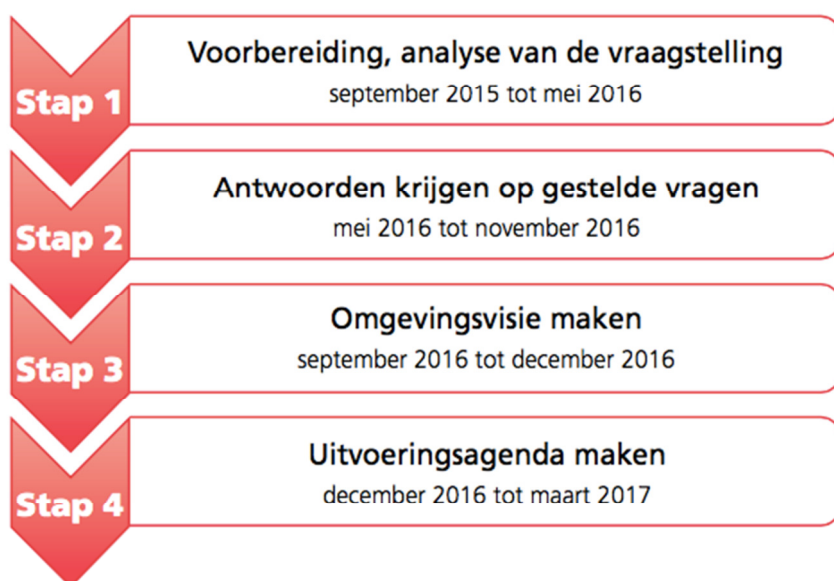 Stap 1
Voorbereiding, analyse van de vraagstelling
september 2015 tot mei 2016
Stap 2
Antwoorden krijgen op gestelde vragen
mei 2016 tot november 2016
Stap 3
Omgevingsvisie maken
september 2016 tot december 2016
Stap 4
Uitvoeringsagenda maken
december 2016 tot maart 2017